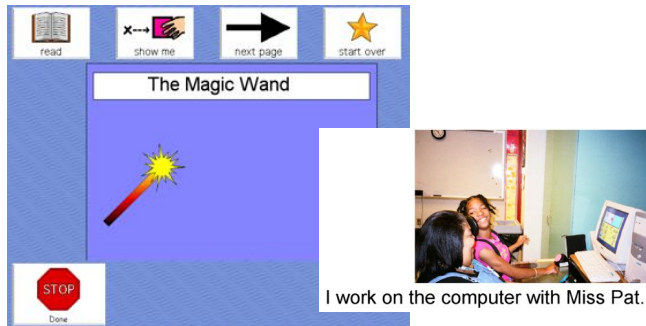 read
show me
next page
start over
The Magic Wand
STOP
Done
I work on the computer with Miss Pat.